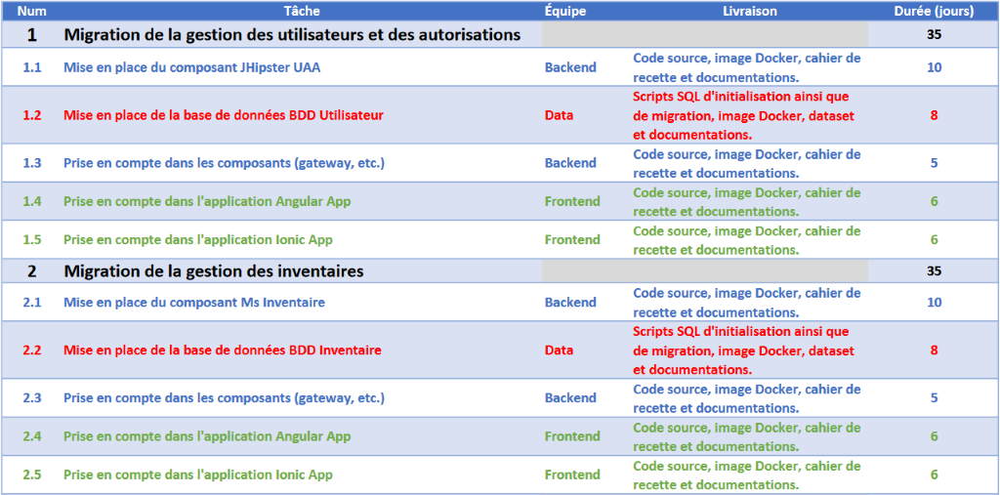 Num Tâche Équipe Livraison Durée (jours)
1 Migration de la gestion des utilisateurs et des autorisations 35
1.1 Mise en place du composant JHipster UAA Backend Code source, image Docker, cahier de
recette et documentations. 10
1.2 Mise en place de la base de données BDD Utilisateur Data Scripts SQL d'initialisation ainsi que
de migration, image Docker, dataset
et documentations. 8
1.3 Prise en compte dans les composants (gateway, etc.) Backend Code source, image Docker, cahier de
recette et documentations. 5
1.4 Prise en compte dans l'application Angular App Frontend Code source, image Docker, cahier de
recette et documentations. 6
1.5 Prise en compte dans l'application Ionic App Frontend Code source, image Docker, cahier de
recette et documentations. 6
2 Migration de la gestion des inventaires 35
2.1 Mise en place du composant Ms Inventaire Backend Code source, image Docker, cahier de
recette et documentations. 10
2.2 Mise en place de la base de données BDD Inventaire Data Scripts SQL d'initialisation ainsi que
de migration, image Docker, dataset
et documentations. 8
2.3 Prise en compte dans les composants (gateway, etc.) Backend Code source, image Docker, cahier de
recette et documentations. 5
2.4 Prise en compte dans l'application Angular App Frontend Code source, image Docker, cahier de
recette et documentations. 6
2.5 Prise en compte dans l'application Ionic App Frontend Code source, image Docker, cahier de
recette et documentations. 6